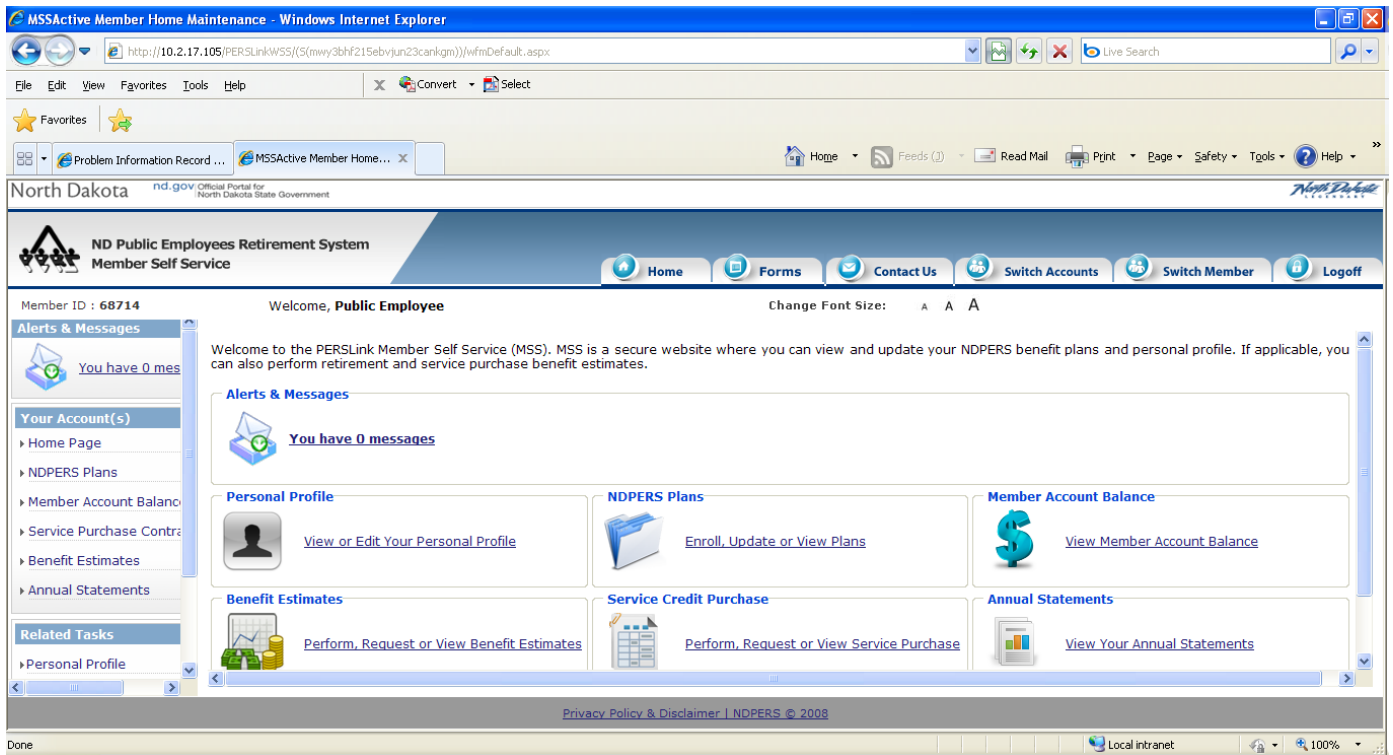 MSSActive Member Home Maintenance - Windows Internet Explorer
http://10.2.17.105/PERSLinkWSS/(S(mwy3bhf215ebvjun23cankgm))/wfmDefault.aspx
Live Search
File Edit View Favorites Tools Help
X Convert Select
Favorites
Problem Information Record ... MSSActive Member Home... X
Home Feeds (J) Read Mail Print Page Safety Tools Help »
North Dakota nd.gov Official Portal for
North Dakota State Government
North Dakota
LEGENDARY
ND Public Employees Retirement System
Member Self Service
Home Forms Contact Us Switch Accounts Switch Member Logoff
Member ID : 68714 Welcome, Public Employee Change Font Size: A A A
Alerts & Messages
You have 0 mes
Your Account(s)
Home Page
NDPERS Plans
Member Account Balanc
Service Purchase Contra
Benefit Estimates
Annual Statements
Related Tasks
Personal Profile
Welcome to the PERSLink Member Self Service (MSS). MSS is a secure website where you can view and update your NDPERS benefit plans and personal profile. If applicable, you
can also perform retirement and service purchase benefit estimates.
Alerts & Messages
You have 0 messages
Personal Profile
View or Edit Your Personal Profile
NDPERS Plans
Enroll, Update or View Plans
Member Account Balance
View Member Account Balance
Benefit Estimates
Perform, Request or View Benefit Estimates
Service Credit Purchase
Perform, Request or View Service Purchase
Annual Statements
View Your Annual Statements
Privacy Policy & Disclaimer | NDPERS © 2008
Done Local intranet 100%